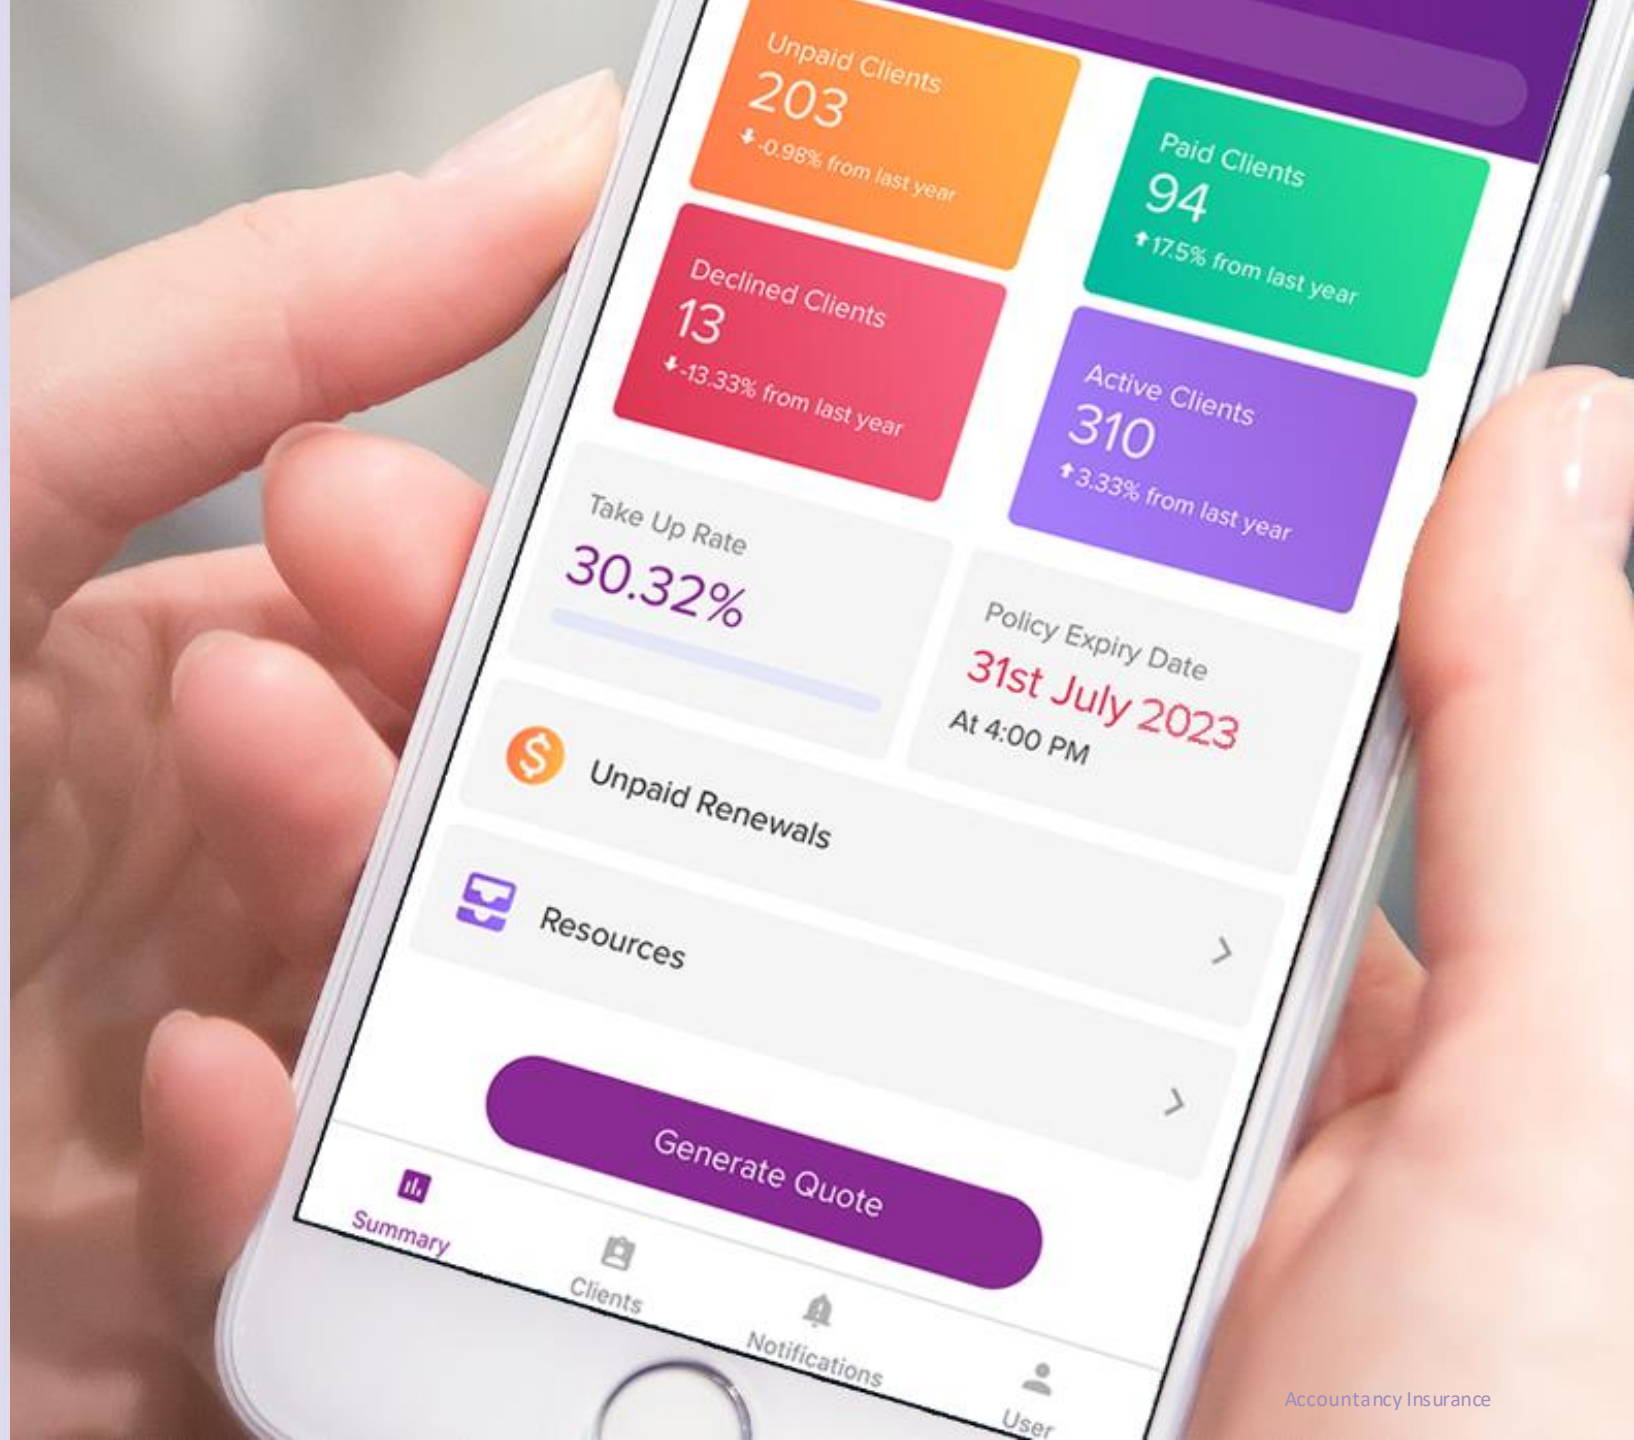 Unpaid Clients
203
-0.98% from last year
Paid Clients
94
17.5% from last year
Declined Clients
13
-13.33% from last year
Active Clients
310
3.33% from last year
Take Up Rate
30.32%
Policy Expiry Date
31st July 2023
At 4:00 PM
Unpaid Renewals
Resources
Generate Quote
Summary
Clients
Notifications
User
Accountancy Insurance